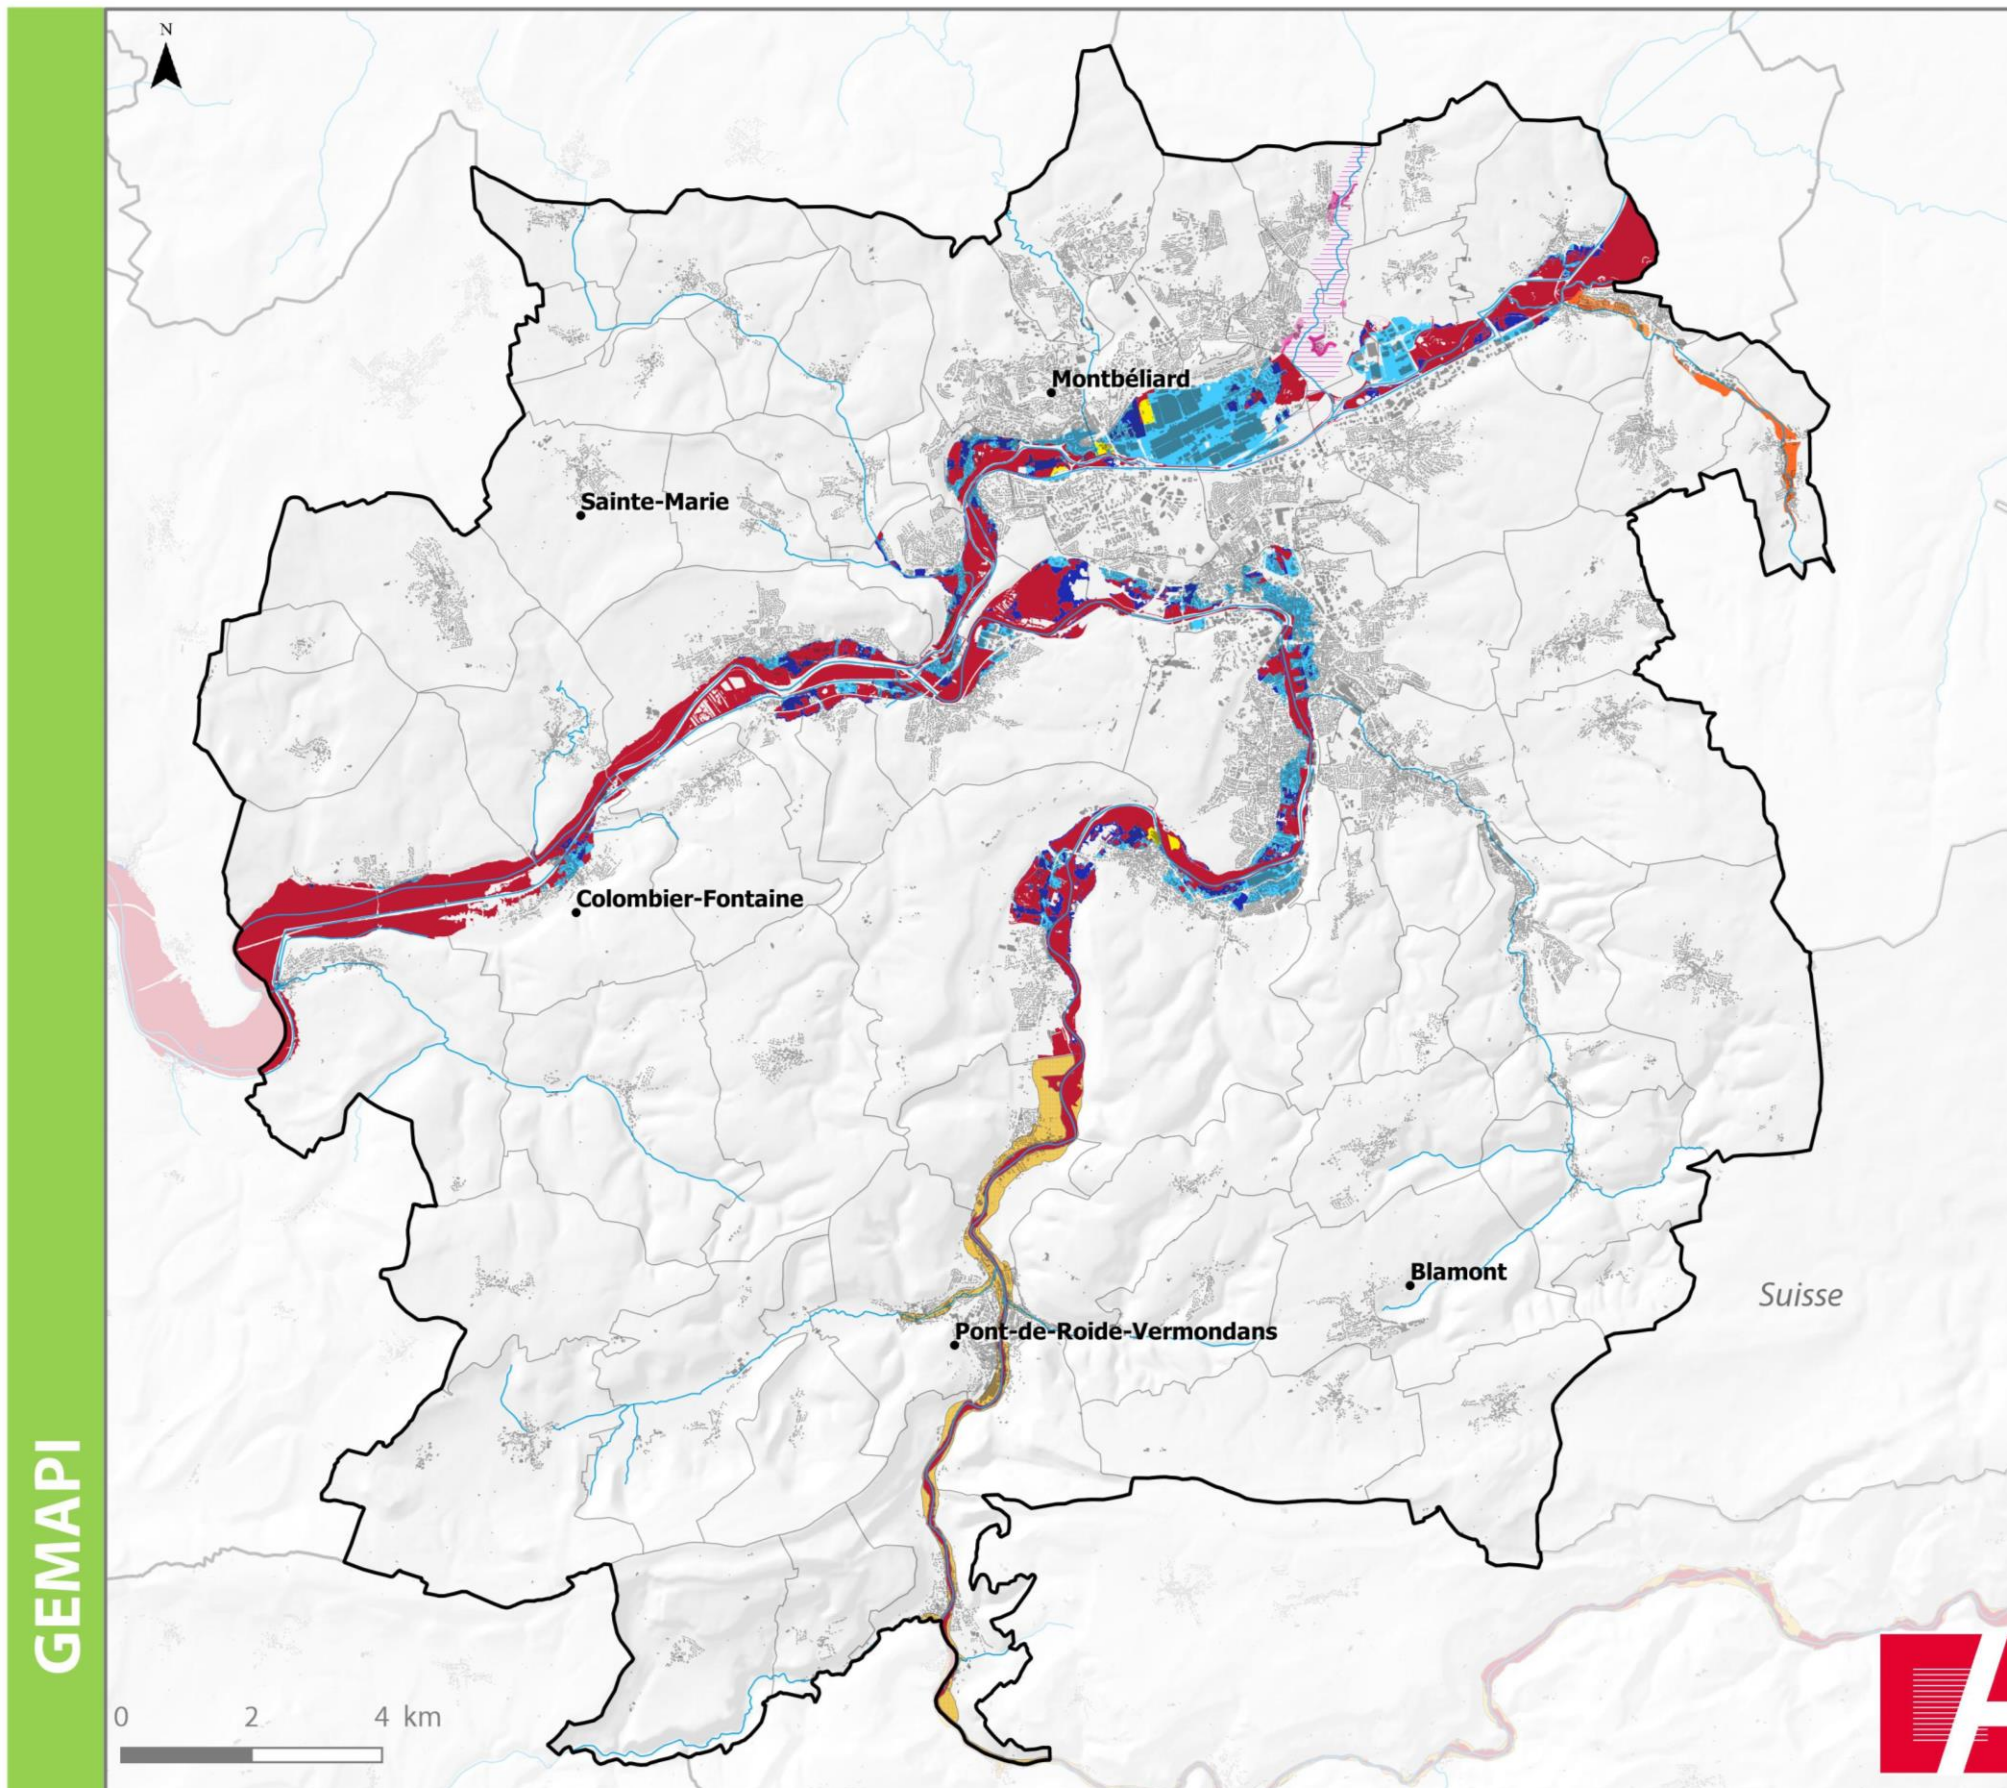 N
Montbéliard
Sainte-Marie
Colombier-Fontaine
Blamont
Suisse
Pont-de-Roide-Vermondans
GEMAPI
0 2 4 km